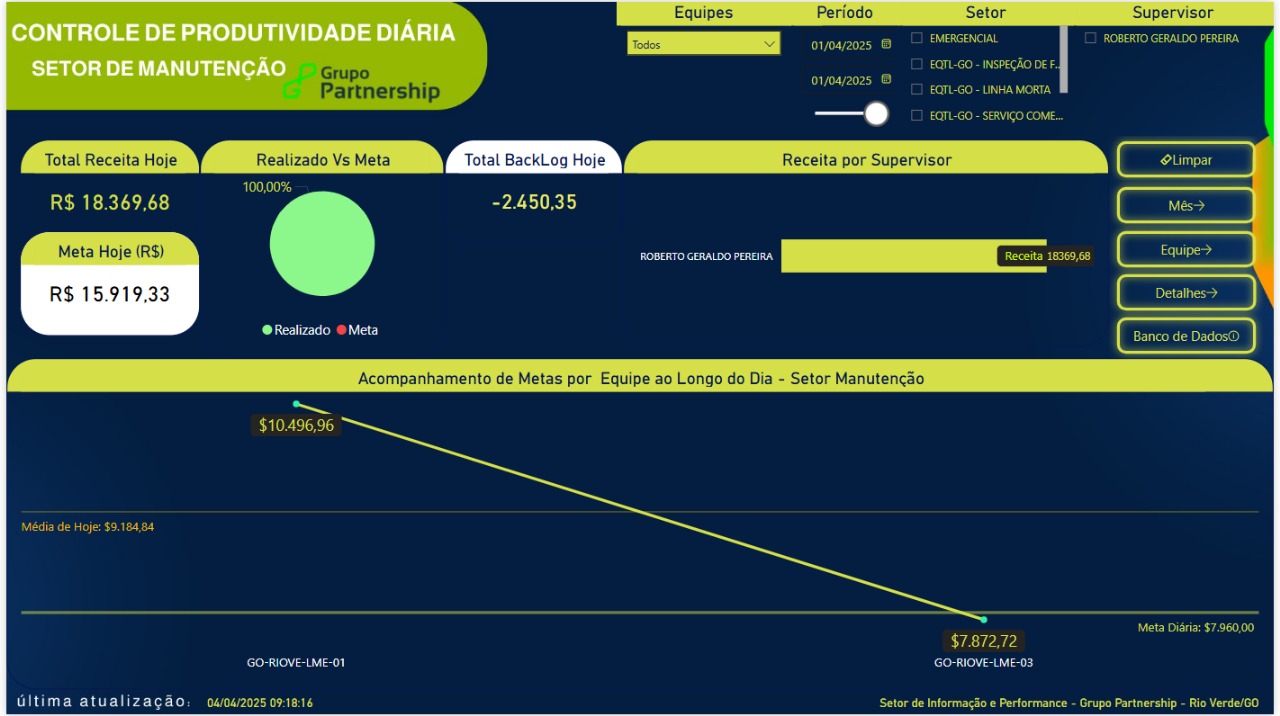 CONTROLE DE PRODUTIVIDADE DIÁRIA
SETOR DE MANUTENÇÃO
Grupo
Partnership
Equipes
Todos
Período
01/04/2025
01/04/2025
Setor
EMERGENCIAL
EQTL-GO - INSPEÇÃO DE F...
EQTL-GO - LINHA MORTA
EQTL-GO - SERVIÇO COME...
Supervisor
ROBERTO GERALDO PEREIRA
Total Receita Hoje
R$ 18.369,68
Meta Hoje (R$)
R$ 15.919,33
Realizado Vs Meta
100,00%
Realizado Meta
Total BackLog Hoje
-2.450,35
Receita por Supervisor
ROBERTO GERALDO PEREIRA
Receita 18369,68
Limpar
Mês→
Equipe→
Detalhes→
Banco de Dados
Acompanhamento de Metas por Equipe ao Longo do Dia - Setor Manutenção
$10.496,96
Média de Hoje: $9.184,84
Meta Diária: $7.960,00
$7.872,72
GO-RIOVE-LME-01
GO-RIOVE-LME-03
última atualização: 04/04/2025 09:18:16
Setor de Informação e Performance - Grupo Partnership - Rio Verde/GO